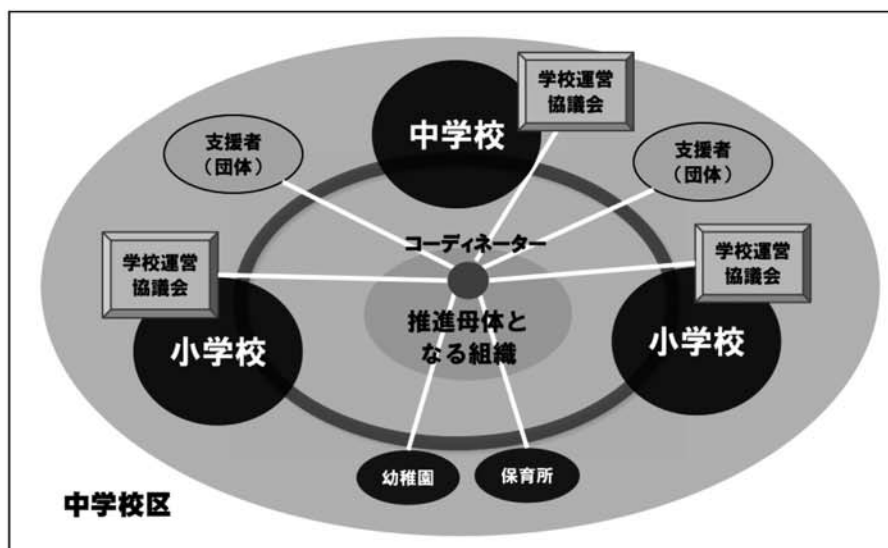 学校運営
協議会
中学校
支援者
（団体）
支援者
（団体）
コーディネーター
学校運営
協議会
学校運営
協議会
推進母体と
なる組織
小学校
小学校
幼稚園
保育所
中学校区